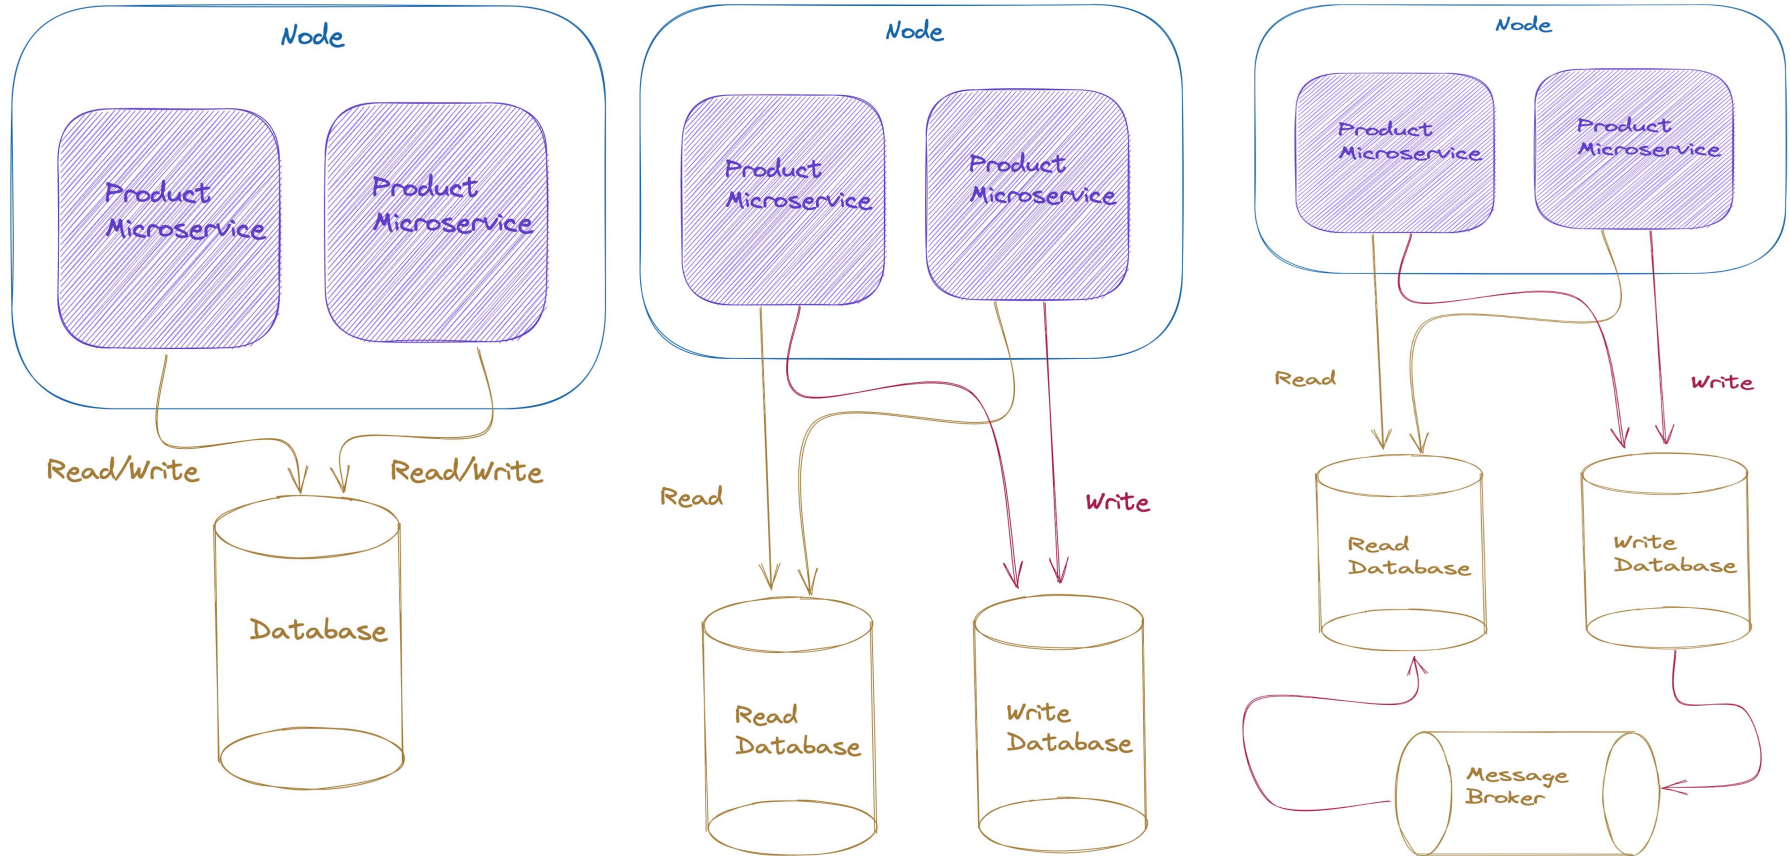 Node
Product
Microservice
Product
Microservice
Read/Write
Read/Write
Database
Node
Product
Microservice
Product
Microservice
Read
Write
Read
Database
Write
Database
Node
Product
Microservice
Product
Microservice
Read
Write
Read
Database
Write
Database
Message
Broker